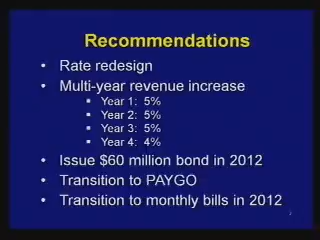 Recommendations
• Rate redesign
• Multi-year revenue increase
▪ Year 1: 5%
▪ Year 2: 5%
▪ Year 3: 5%
▪ Year 4: 4%
• Issue $60 million bond in 2012
• Transition to PAYGO
• Transition to monthly bills in 2012